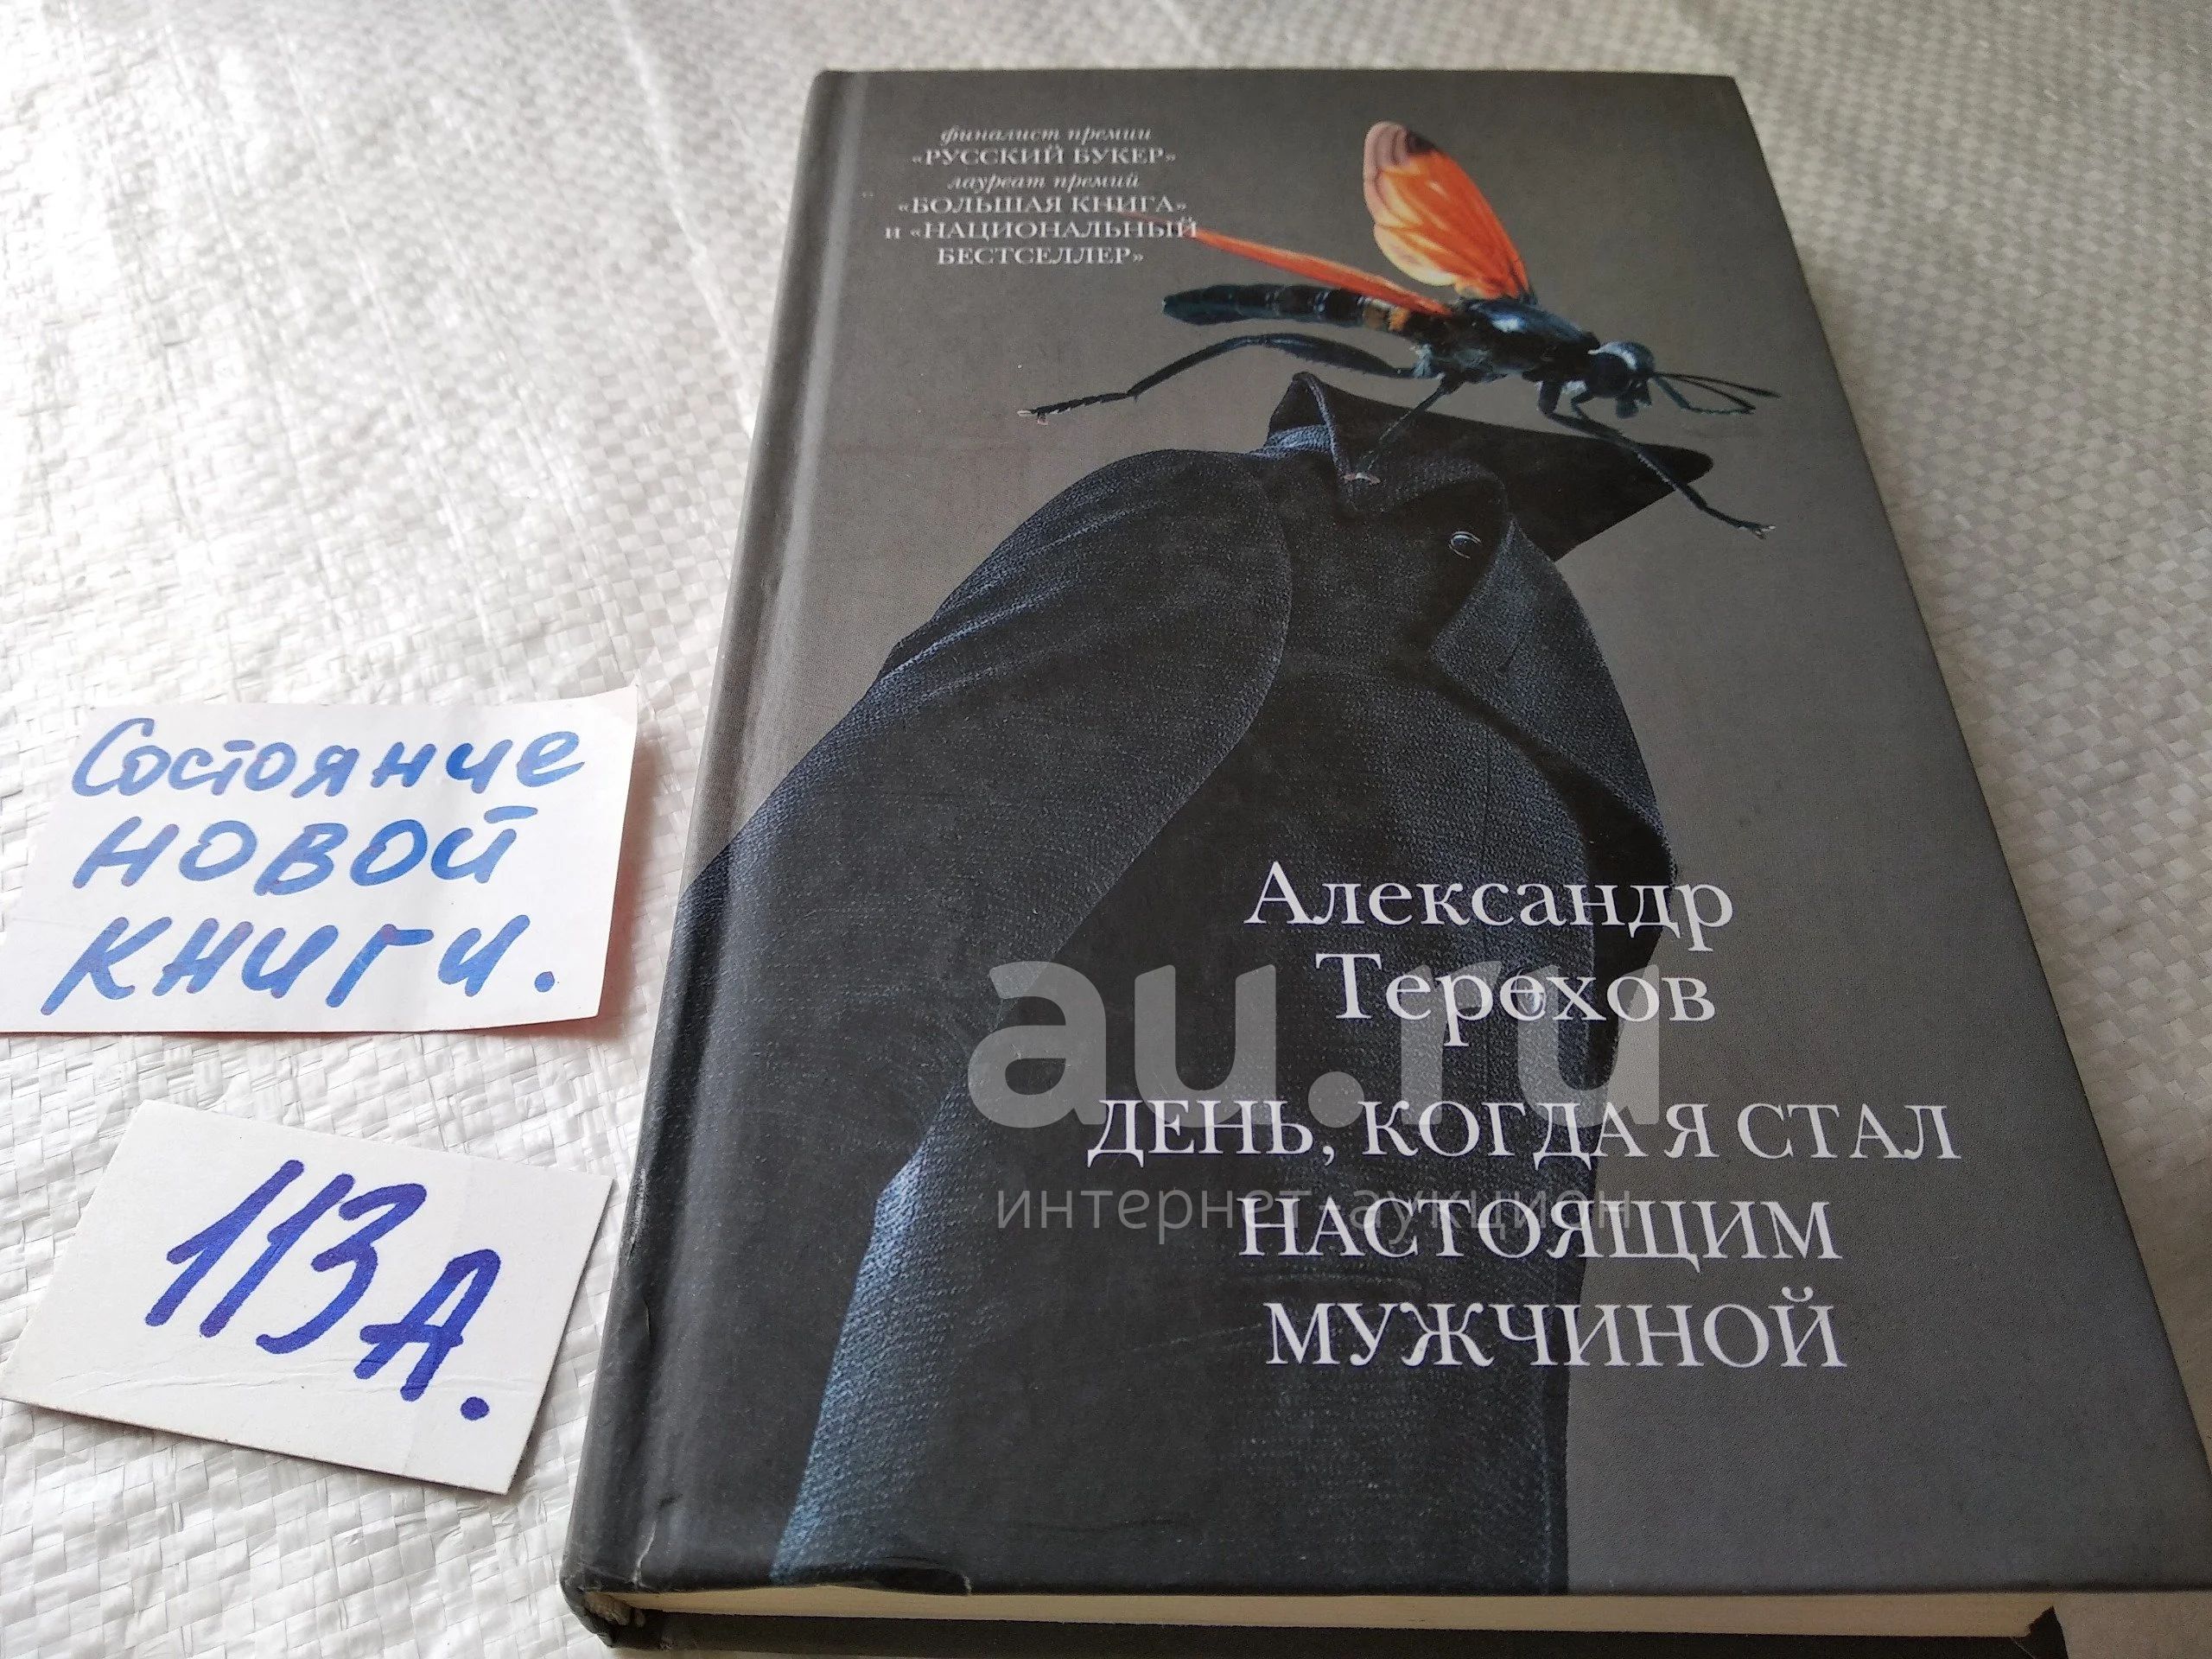 финалист премии
«РУССКИЙ БУКЕР»
лауреат премий
«БОЛЬШАЯ КНИГА»
и «НАЦИОНАЛЬНЫЙ
БЕСТСЕЛЛЕР»
Александр
Терехов
ДЕНЬ, КОГДА Я СТАЛ
НАСТОЯЩИМ
МУЖЧИНОЙ
Состояние
новой
книги.
113А.
au.ru
интернет-аукцион